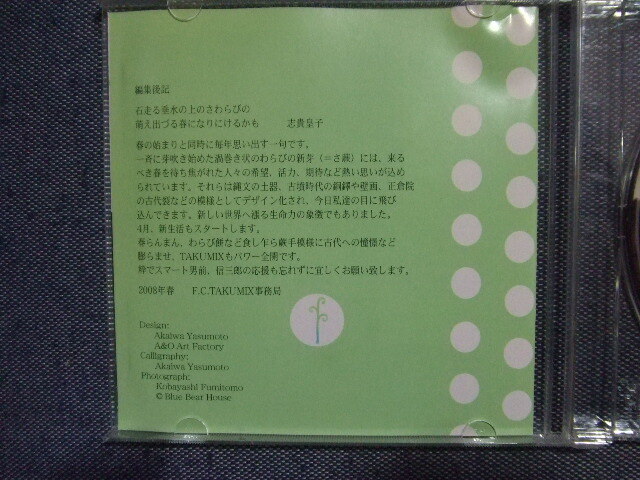 編集後記
石走る垂水の上のさわらびの
萌え出づる春になりにけるかも　　志貴皇子
春の始まりと同時に毎年思い出す一句です。
一斉に芽吹き始めた渦巻き状のわらびの新芽（＝さ蕨）には、来る
べき春を待ち焦がれた人々の希望、活力、期待など熱い思いが込め
られています。それらは縄文の土器、古墳時代の銅鐸や壁画、正倉院
の古代裂などの模様としてデザイン化され、今日私達の目に飛び
込んできます。新しい世界へ漲る生命力の象徴でもありました。
4月、新生活もスタートします。
春らんまん、わらび餅など食し乍ら蕨手模様に古代への憧憬など
膨らませ、TAKUMIXもパワー全開です。
粋でスマート男前、信三郎の応援も忘れずに宜しくお願い致します。
2008年春　　F.C.TAKUMIX事務局
Design:
Akaiwa Yasumoto
A&O Art Factory
Calligraphy:
Akaiwa Yasumoto
Photograph:
Kobayashi Fumitomo
© Blue Bear House